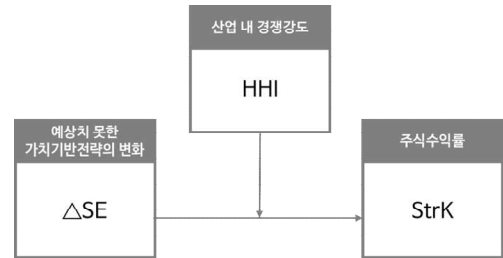 산업 내 경쟁강도
HHI
예상치 못한
가치기반전략의 변화
△SE
주식수익률
StrK